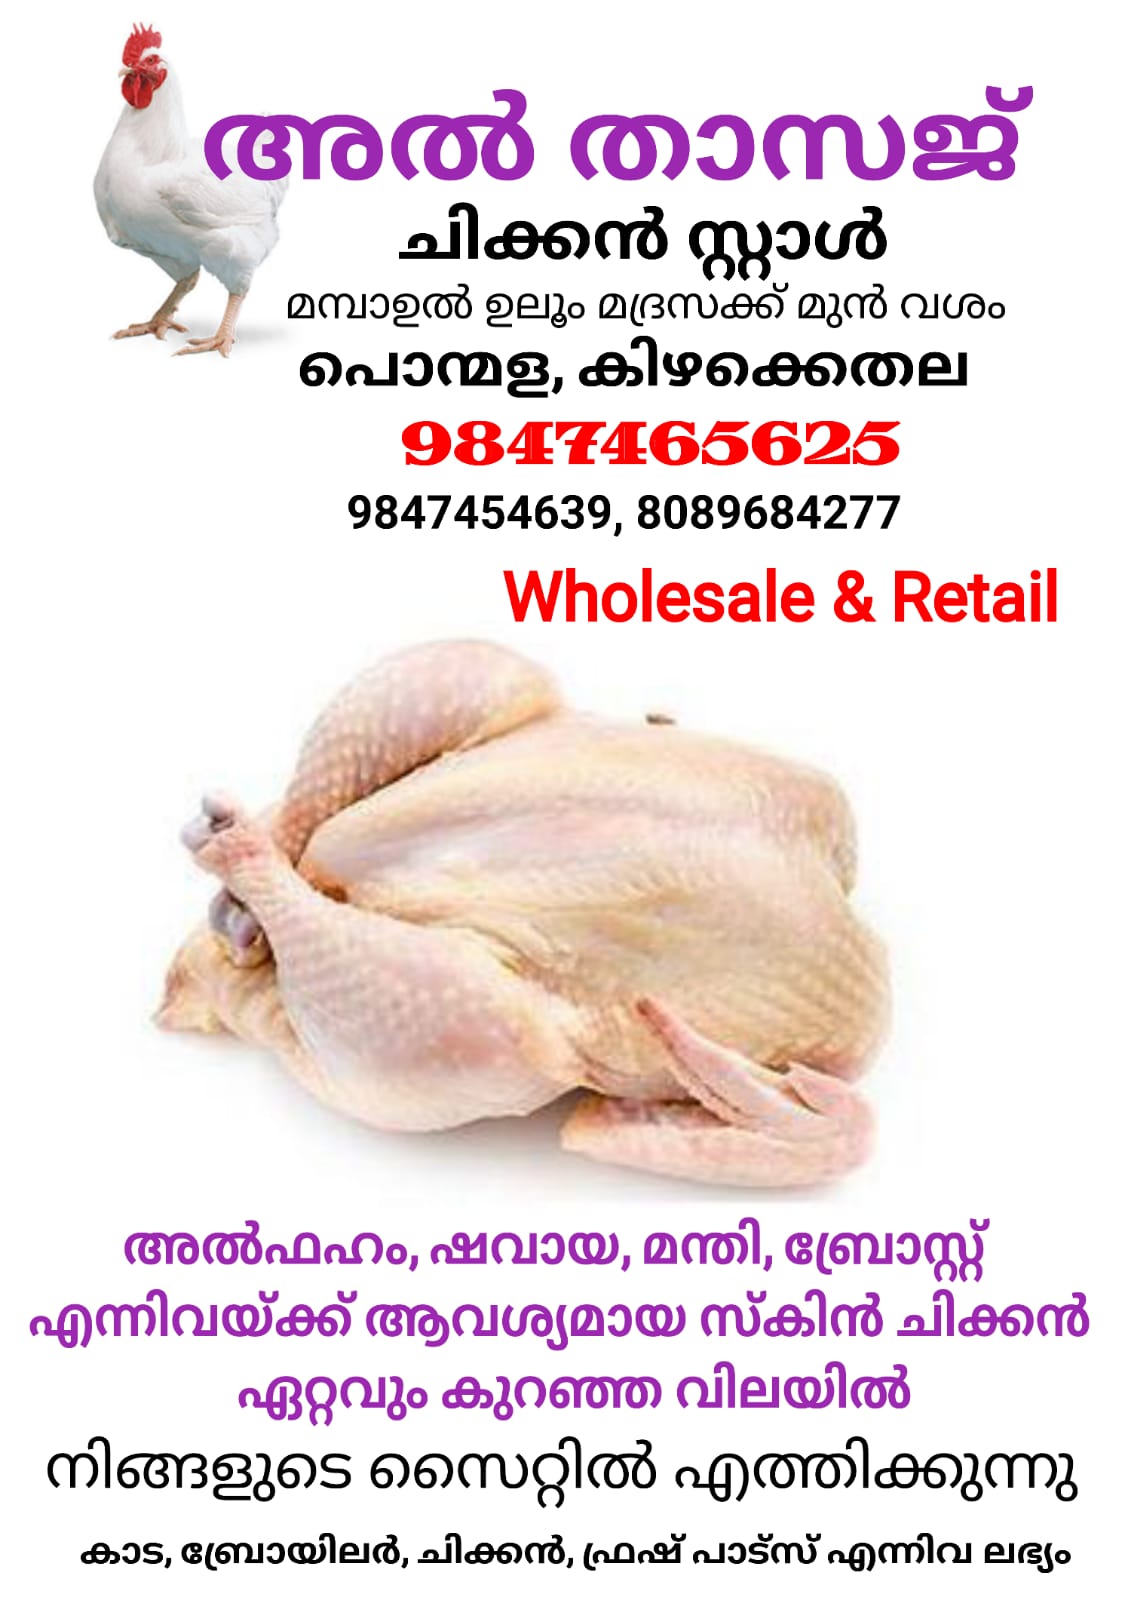 അൽ താസജ്
ചിക്കൻ സ്റ്റാൾ
മമ്പാഉൽ ഉലൂം മദ്രസക്ക് മുൻ വശം
പൊന്മള, കിഴക്കെതല
9847465625
9847454639, 8089684277
Wholesale & Retail
അൽഫഹം, ഷവായ, മന്തി, ബ്രോസ്റ്റ്
എന്നിവയ്ക്ക് ആവശ്യമായ സ്കിൻ ചിക്കൻ
ഏറ്റവും കുറഞ്ഞ വിലയിൽ
നിങ്ങളുടെ സൈറ്റിൽ എത്തിക്കുന്നു
കാട, ബ്രോയിലർ, ചിക്കൻ, ഫ്രഷ് പാട്സ് എന്നിവ ലഭ്യം